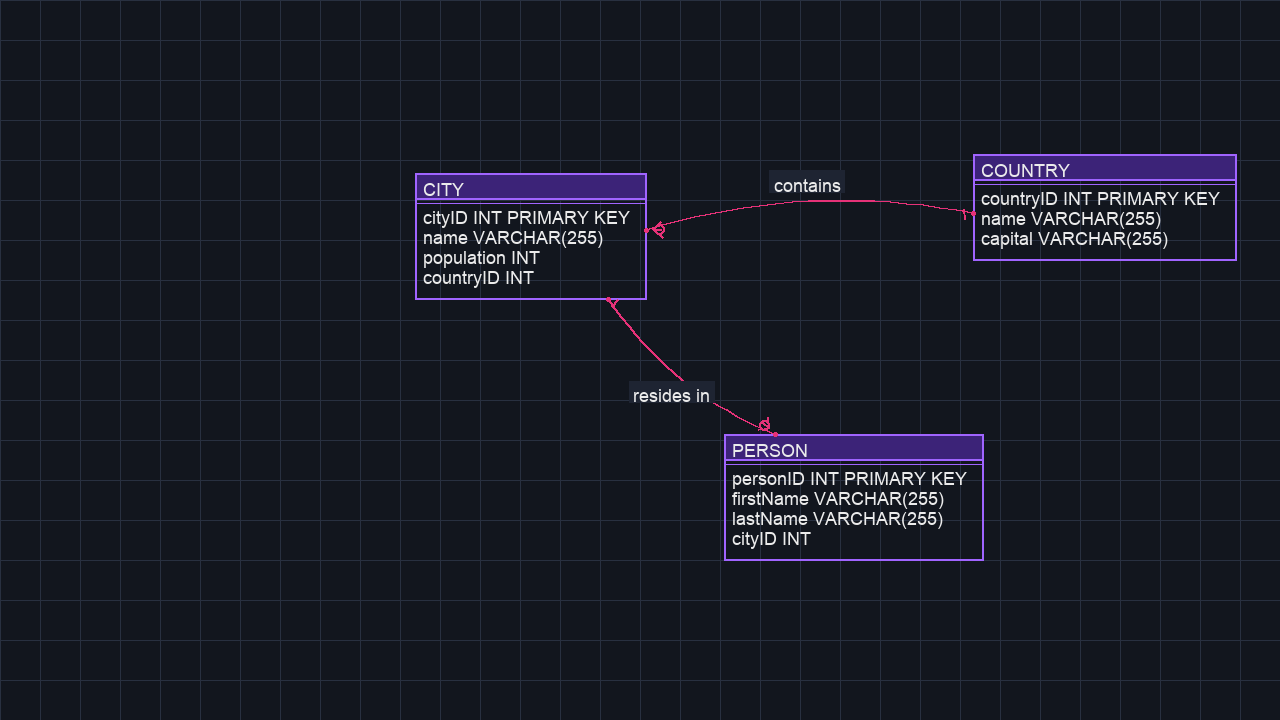 CITY
cityID INT PRIMARY KEY
name VARCHAR(255)
population INT
countryID INT
contains
COUNTRY
countryID INT PRIMARY KEY
name VARCHAR(255)
capital VARCHAR(255)
resides in
PERSON
personID INT PRIMARY KEY
firstName VARCHAR(255)
lastName VARCHAR(255)
cityID INT